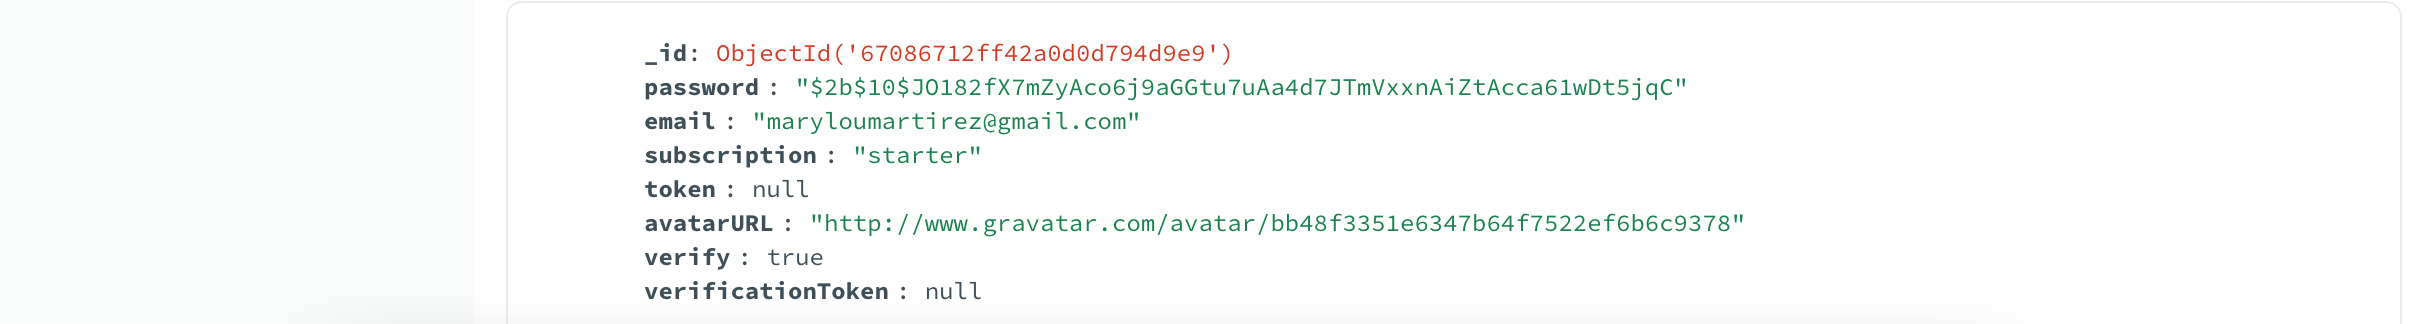 _id: ObjectId('67086712ff42a0d0d794d9e9')
password : "$2b$10$JO182fX7mZyAco6j9aGGtu7uAa4d7JTmVxxnAiZtAcca61wDt5jqC"
email : "maryloumartirez@gmail.com"
subscription : "starter"
token : null
avatarURL : "http://www.gravatar.com/avatar/bb48f3351e6347b64f7522ef6b6c9378"
verify : true
verificationToken : null